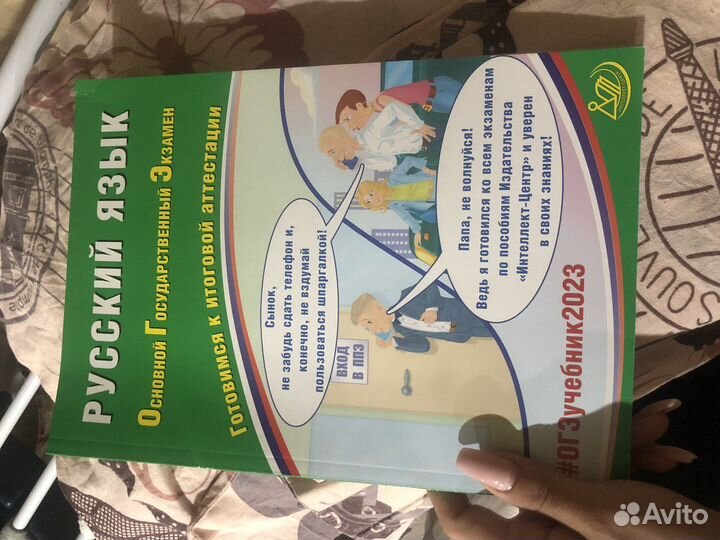 РУССКИЙ ЯЗЫК
Основной Государственный Экзамен
Готовимся к итоговой аттестации
Сынок,
не забудь сдать телефон и,
конечно, не вздумай
пользоваться шпаргалкой!
Папа, не волнуйся!
Ведь я готовился ко всем экзаменам
по пособиям Издательства
«Интеллект-Центр» и уверен
в своих знаниях!
ВХОД
В ППЭ
#ОГЭучебник2023
SOUV
Avito